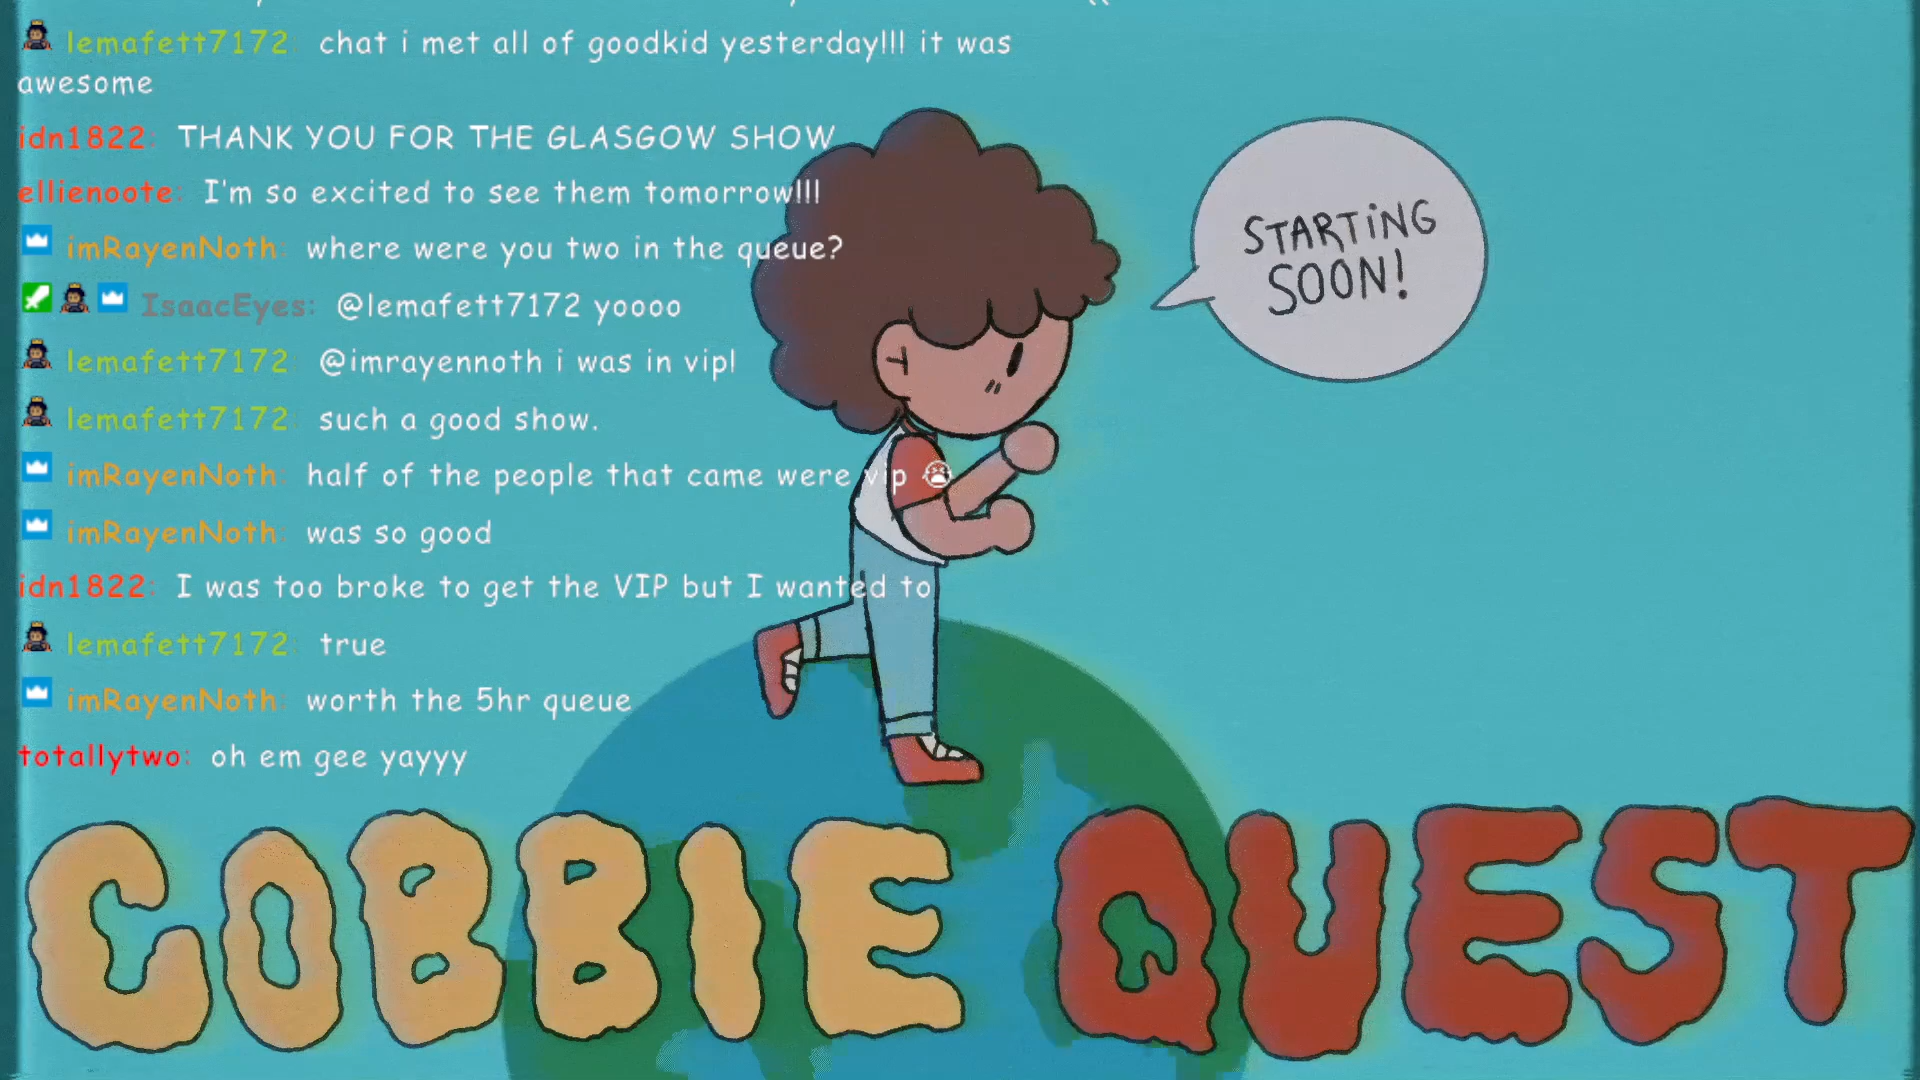 lemafett7172: chat i met all of goodkid yesterday!!! it was
awesome
idn1822: THANK YOU FOR THE GLASGOW SHOW
ellienoote: I'm so excited to see them tomorrow!!!
imRayenNoth: where were you two in the queue?
IsaacEyes: @lemafett7172 yoooo
lemafett7172: @imrayennoth i was in vip!
lemafett7172: such a good show.
imRayenNoth: half of the people that came were vip 😭
imRayenNoth: was so good
idn1822: I was too broke to get the VIP but I wanted to
lemafett7172: true
imRayenNoth: worth the 5hr queue
totallytwo: oh em gee yayyy
STARTiNG
SOON!
COBBIE QUEST